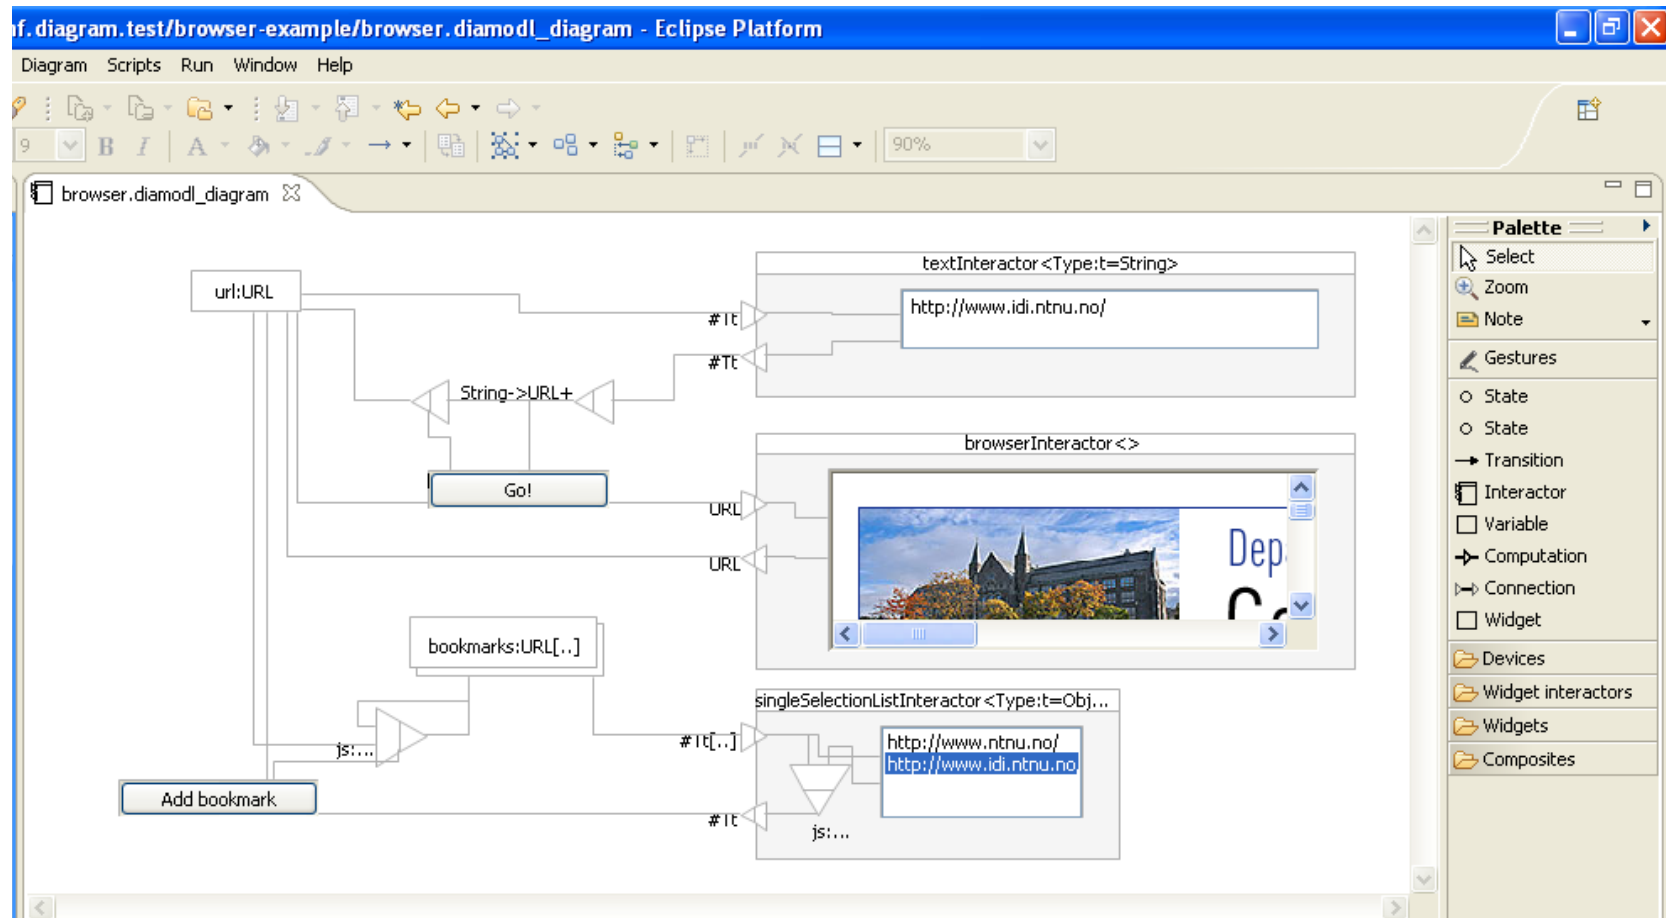 nf.diagram.test/browser-example/browser.diamodl_diagram - Eclipse Platform
Diagram Scripts Run Window Help
9
B I A
90%
browser.diamodl_diagram
url:URL
textInteractor<Type:t=String>
http://www.idi.ntnu.no/
#Tt
#Tt
String->URL+
browserInteractor<>
Go!
URL
URL
Dep
bookmarks:URL[..]
singleSelectionListInteractor<Type:t=Obj...
#Tt[..]
http://www.ntnu.no/
http://www.idi.ntnu.no
js:...
Add bookmark
#Tt
js:...
Palette
Select
Zoom
Note
Gestures
State
State
Transition
Interactor
Variable
Computation
Connection
Widget
Devices
Widget interactors
Widgets
Composites